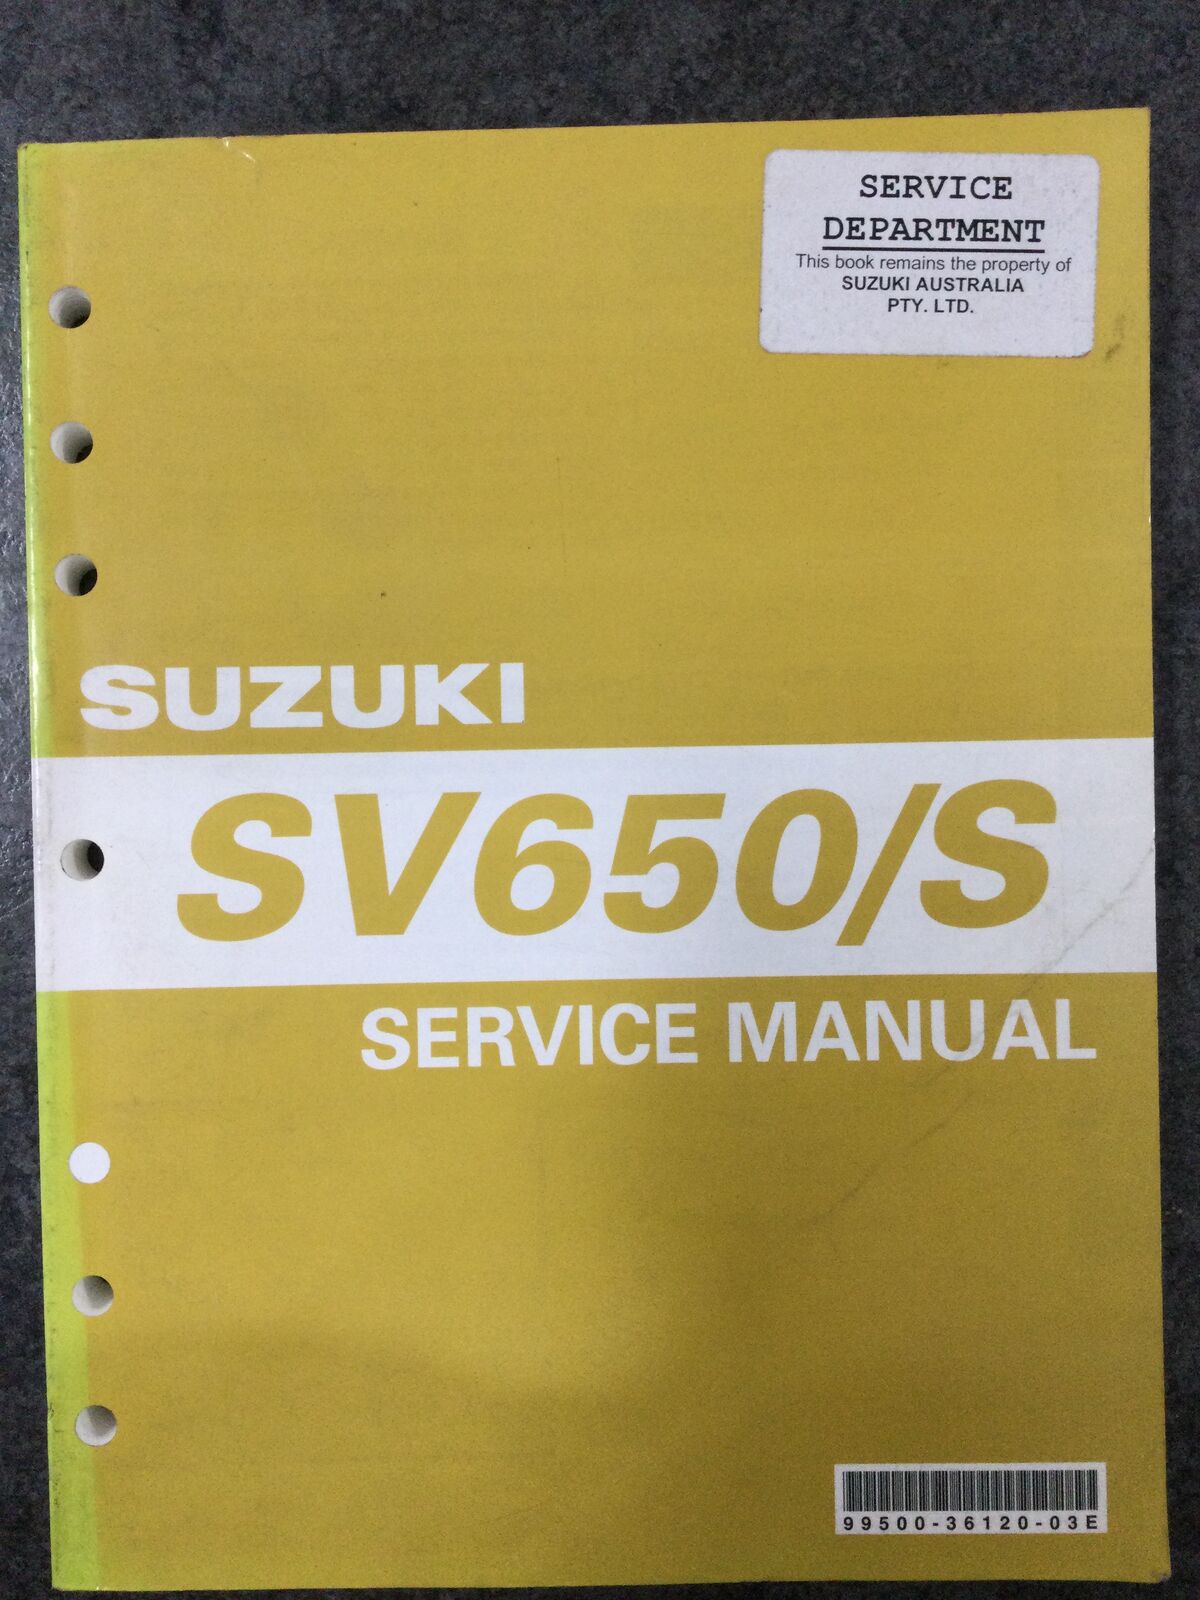 SERVICE
DEPARTMENT
This book remains the property of
SUZUKI AUSTRALIA
PTY. LTD.
SUZUKI
SV650/S
SERVICE MANUAL
99500-36120-03E